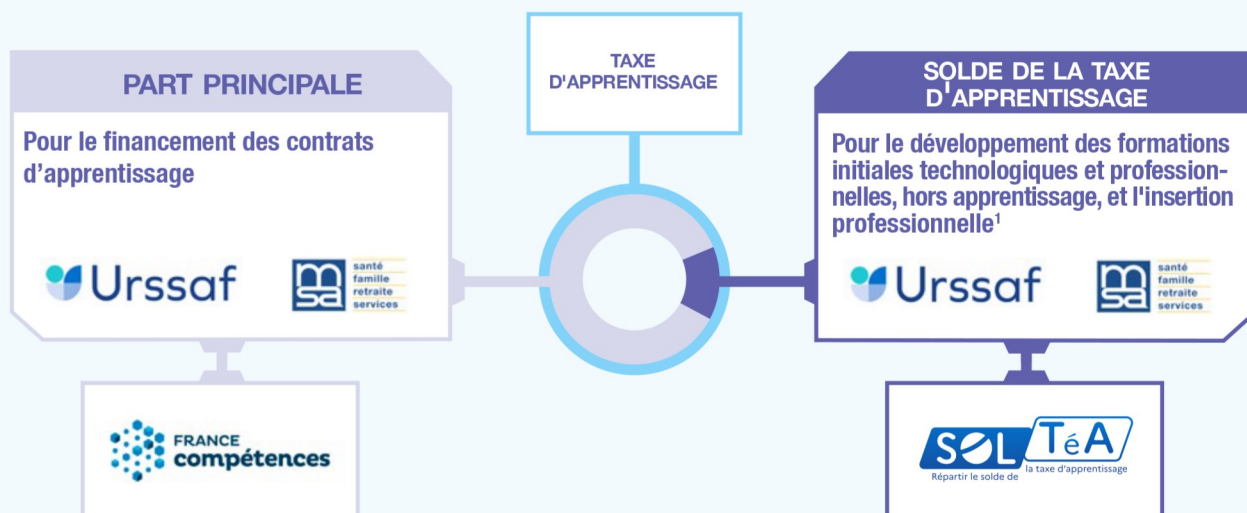 TAXE
D'APPRENTISSAGE
PART PRINCIPALE
Pour le financement des contrats
d’apprentissage
Urssaf
msa
santé
famille
retraite
services
FRANCE
compétences
SOLDE DE LA TAXE
D'APPRENTISSAGE
Pour le développement des formations
initiales technologiques et profession-
nelles, hors apprentissage, et l'insertion
professionnelle¹
Urssaf
msa
santé
famille
retraite
services
SOLTéA
Répartir le solde de la taxe d'apprentissage